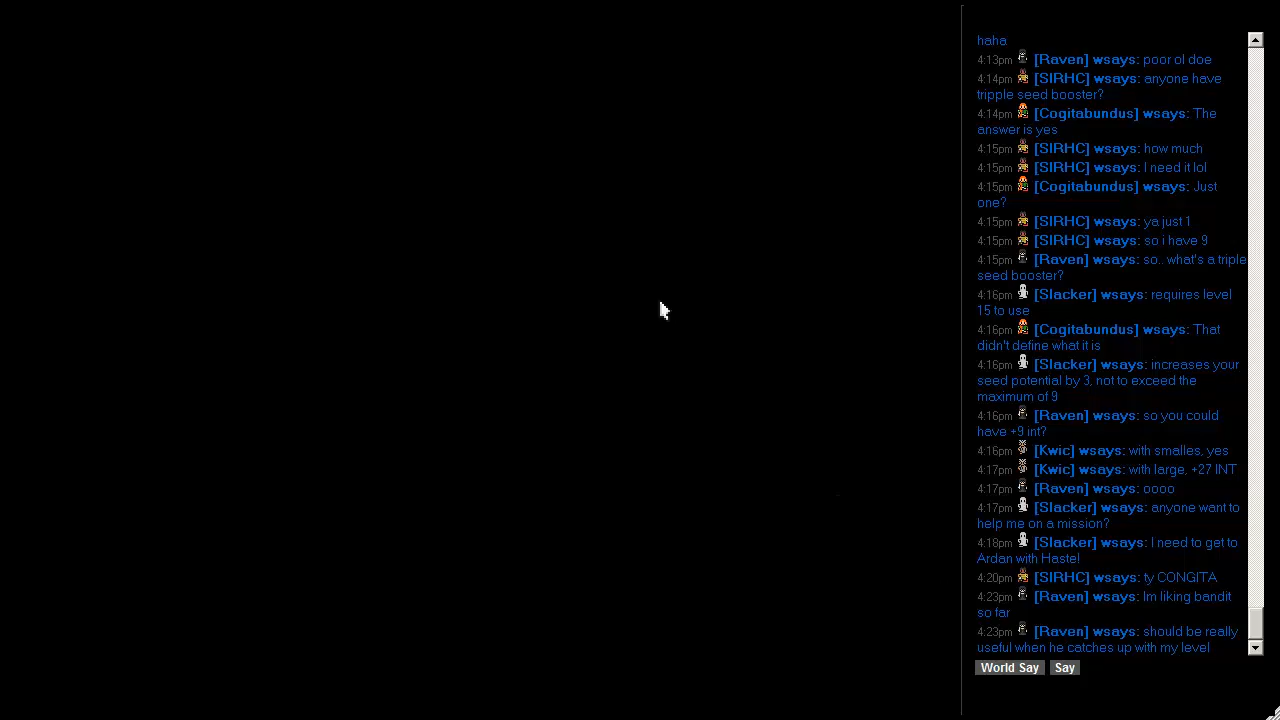 haha
4:13pm [Raven] wsays: poor ol doe
4:14pm [SIRHC] wsays: anyone have
tripple seed booster?
4:14pm [Cogitabundus] wsays: The
answer is yes
4:15pm [SIRHC] wsays: how much
4:15pm [SIRHC] wsays: I need it lol
4:15pm [Cogitabundus] wsays: Just
one?
4:15pm [SIRHC] wsays: ya just 1
4:15pm [SIRHC] wsays: so i have 9
4:15pm [Raven] wsays: so.. what's a triple
seed booster?
4:16pm [Slacker] wsays: requires level
15 to use
4:16pm [Cogitabundus] wsays: That
didn't define what it is
4:16pm [Slacker] wsays: increases your
seed potential by 3, not to exceed the
maximum of 9
4:16pm [Raven] wsays: so you could
have +9 int?
4:16pm [Kwic] wsays: with smalles, yes
4:17pm [Kwic] wsays: with large, +27 INT
4:17pm [Raven] wsays: oooo
4:17pm [Slacker] wsays: anyone want to
help me on a mission?
4:18pm [Slacker] wsays: I need to get to
Ardan with Haste!
4:20pm [SIRHC] wsays: ty CONGITA
4:23pm [Raven] wsays: Im liking bandit
so far
4:23pm [Raven] wsays: should be really
useful when he catches up with my level
World Say Say